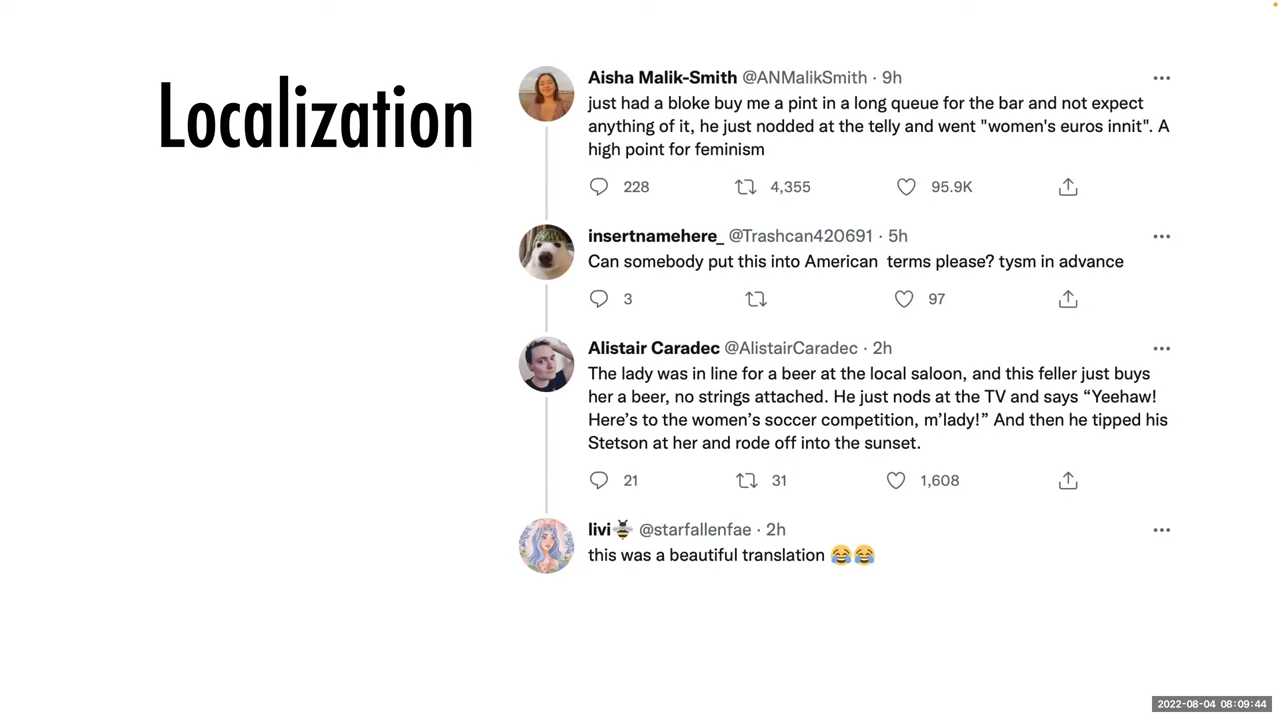 Localization
Aisha Malik-Smith @ANMalikSmith · 9h
just had a bloke buy me a pint in a long queue for the bar and not expect
anything of it, he just nodded at the telly and went "women's euros innit". A
high point for feminism
228 4,355 95.9K
insertnamehere_ @Trashcan420691 · 5h
Can somebody put this into American  terms please? tysm in advance
3 97
Alistair Caradec @AlistairCaradec · 2h
The lady was in line for a beer at the local saloon, and this feller just buys
her a beer, no strings attached. He just nods at the TV and says “Yeehaw!
Here’s to the women’s soccer competition, m’lady!” And then he tipped his
Stetson at her and rode off into the sunset.
21 31 1,608
livi🐝 @starfallenfae · 2h
this was a beautiful translation 😂😂
2022-08-04 08:09:44